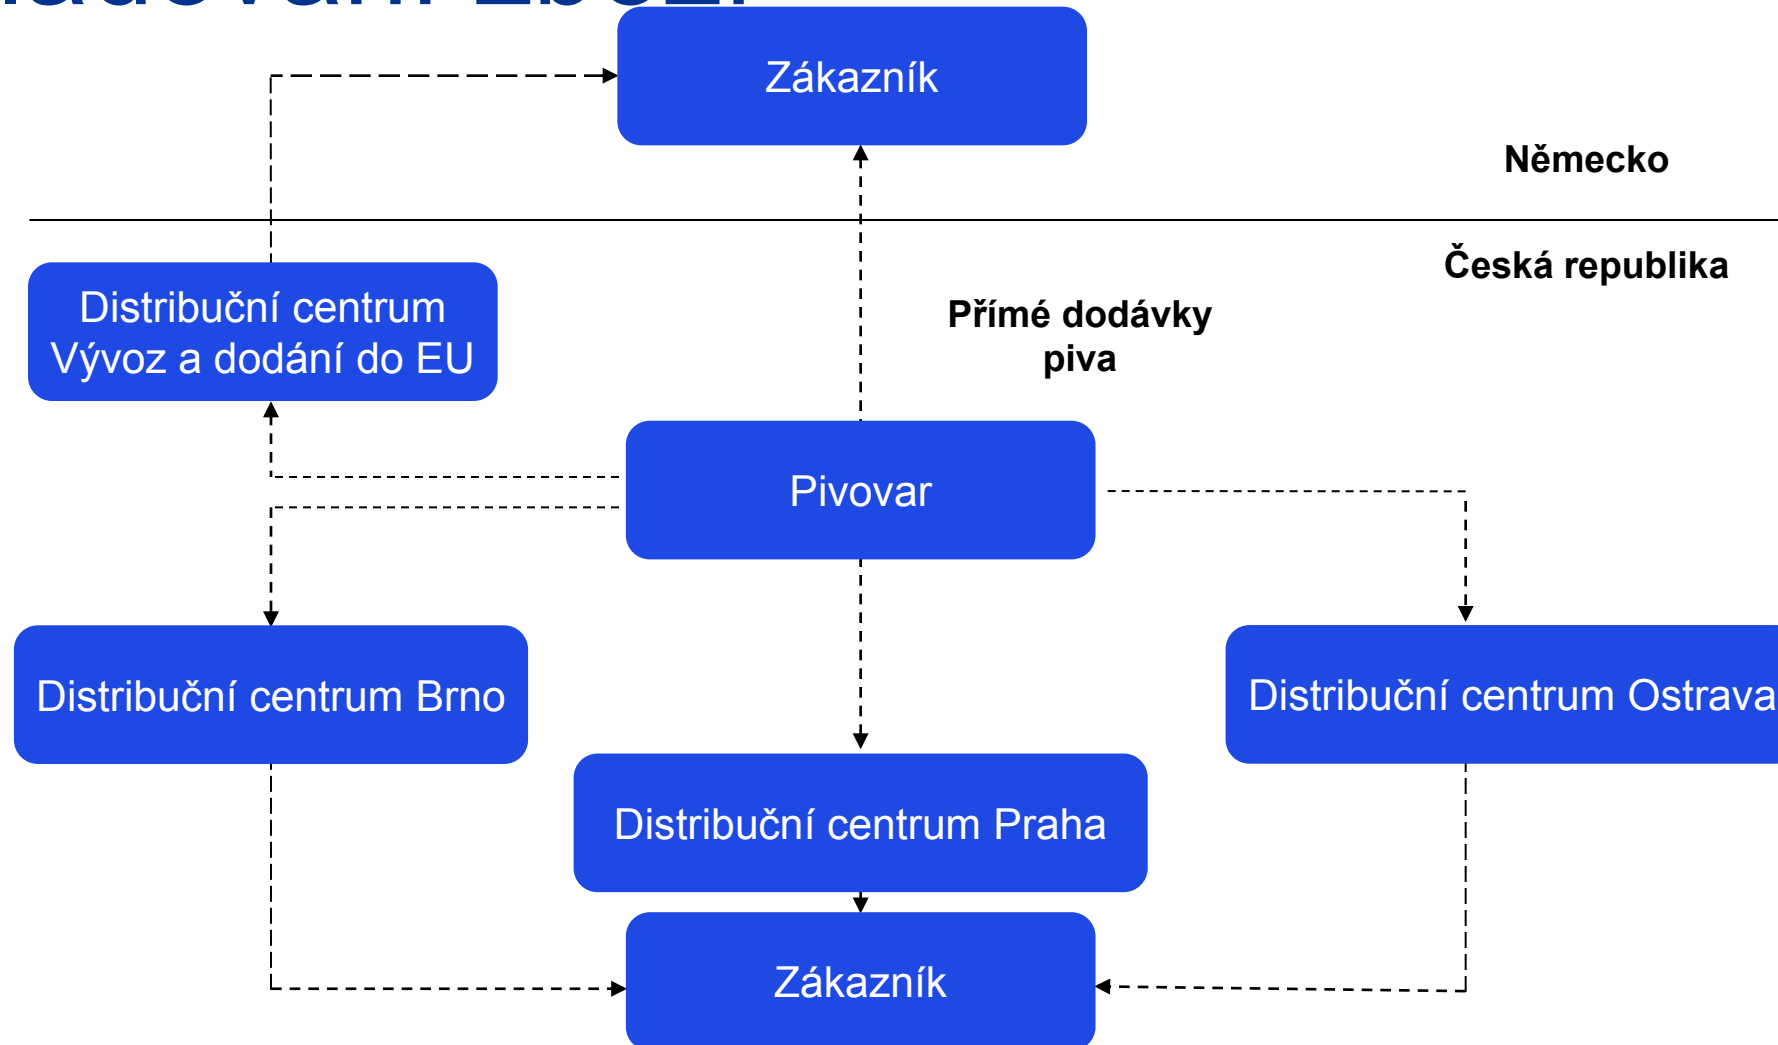 Zákazník
Německo
Česká republika
Distribuční centrum
Vývoz a dodání do EU
Přímé dodávky
piva
Pivovar
Distribuční centrum Brno
Distribuční centrum Ostrava
Distribuční centrum Praha
Zákazník